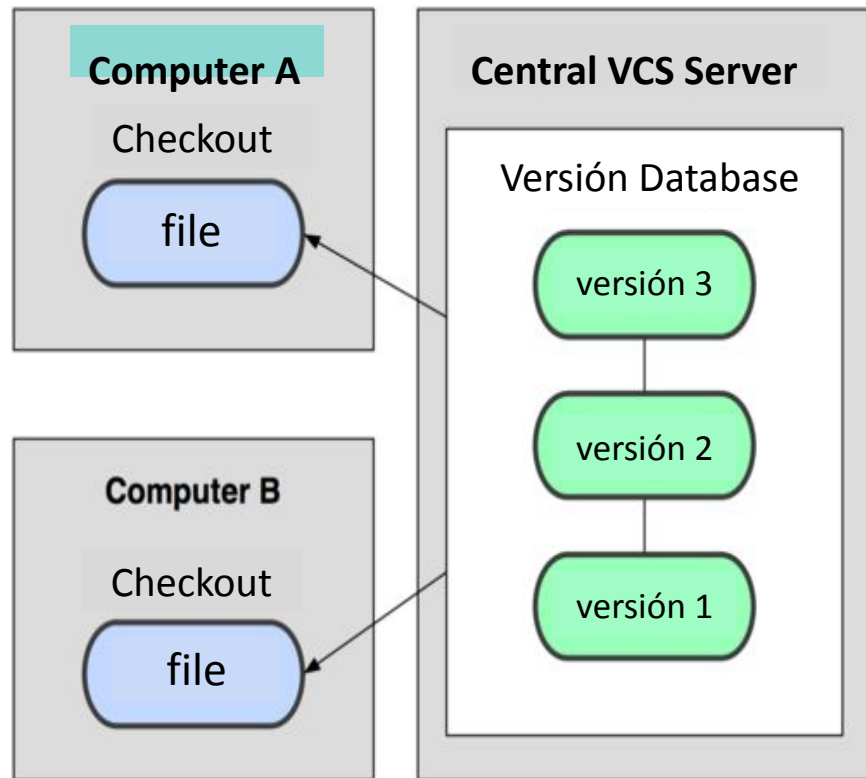 Computer A
Checkout
file
Computer B
Checkout
file
Central VCS Server
Versión Database
versión 3
versión 2
versión 1